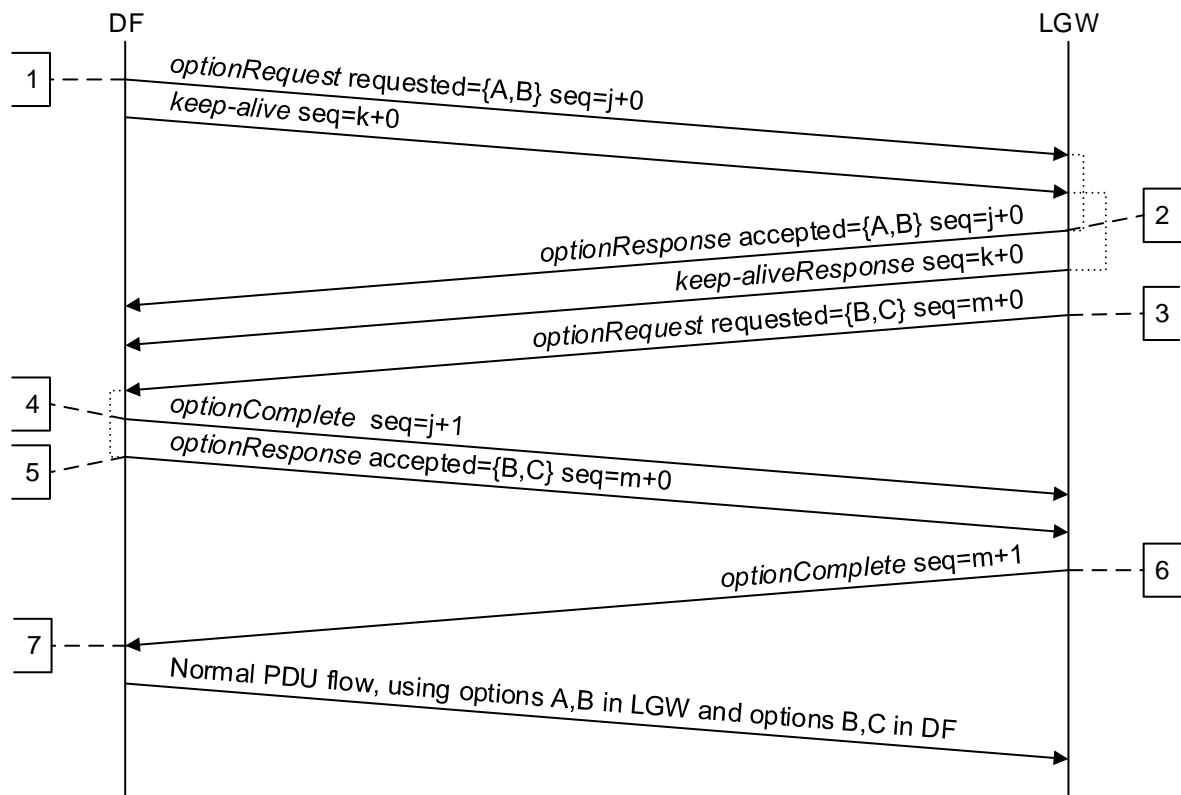 DF
LGW
1
optionRequest requested={A,B} seq=j+0
keep-alive seq=k+0
2
optionResponse accepted={A,B} seq=j+0
keep-aliveResponse seq=k+0
3
optionRequest requested={B,C} seq=m+0
4
optionComplete seq=j+1
5
optionResponse accepted={B,C} seq=m+0
optionComplete seq=m+1
6
7
Normal PDU flow, using options A,B in LGW and options B,C in DF